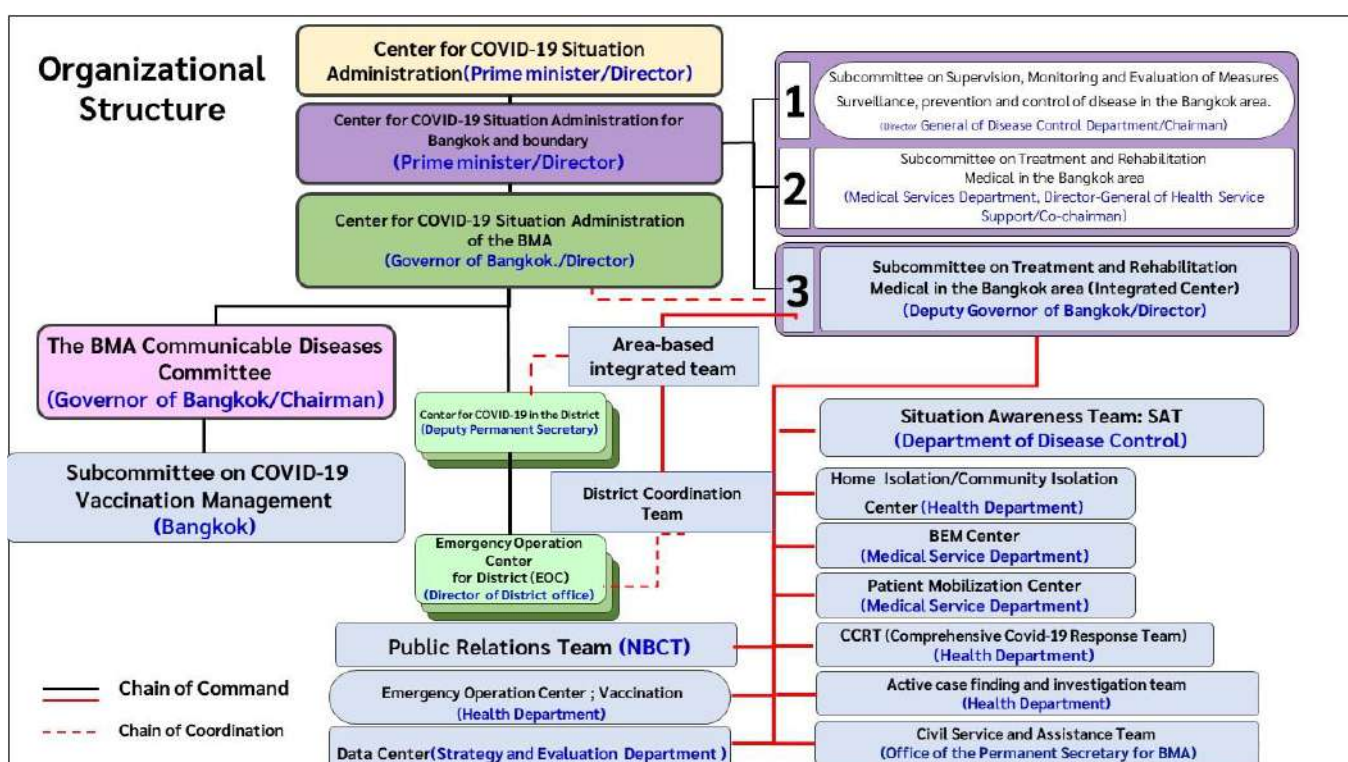 Organizational
Structure
Center for COVID-19 Situation
Administration(Prime minister/Director)
Center for COVID-19 Situation Administration for
Bangkok and boundary
(Prime minister/Director)
Center for COVID-19 Situation Administration
of the BMA
(Governor of Bangkok./Director)
1
Subcommittee on Supervision, Monitoring and Evaluation of Measures
Surveillance, prevention and control of disease in the Bangkok area.
(Director General of Disease Control Department/Chairman)
2
Subcommittee on Treatment and Rehabilitation
Medical in the Bangkok area
(Medical Services Department, Director-General of Health Service
Support/Co-chairman)
3
Subcommittee on Treatment and Rehabilitation
Medical in the Bangkok area (Integrated Center)
(Deputy Governor of Bangkok/Director)
The BMA Communicable Diseases
Committee
(Governor of Bangkok/Chairman)
Subcommittee on COVID-19
Vaccination Management
(Bangkok)
Area-based
integrated team
Center for COVID-19 in the District
(Deputy Permanent Secretary)
District Coordination
Team
Emergency Operation
Center
for District (EOC)
(Director of District office)
Situation Awareness Team: SAT
(Department of Disease Control)
Home Isolation/Community Isolation
Center (Health Department)
BEM Center
(Medical Service Department)
Patient Mobilization Center
(Medical Service Department)
CCRT (Comprehensive Covid-19 Response Team)
(Health Department)
Active case finding and investigation team
(Health Department)
Civil Service and Assistance Team
(Office of the Permanent Secretary for BMA)
Public Relations Team (NBCT)
Emergency Operation Center ; Vaccination
(Health Department)
Data Center(Strategy and Evaluation Department )
Chain of Command
Chain of Coordination